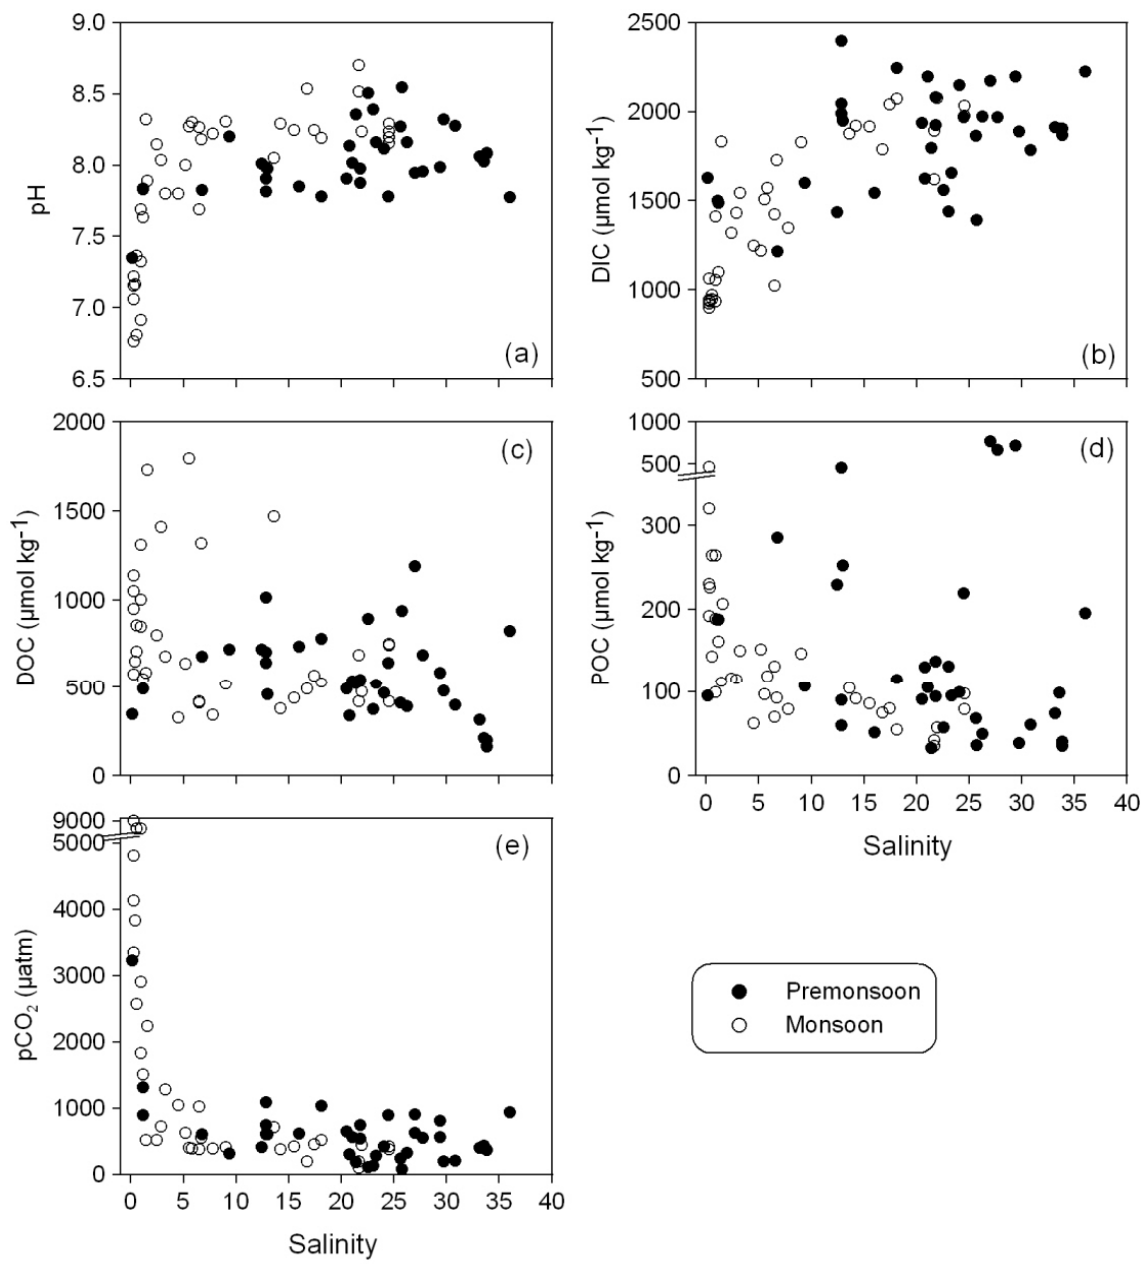 9.0
8.5
8.0
7.5
7.0
6.5
pH
(a)
2500
2000
1500
1000
500
DIC (µmol kg⁻¹)
(b)
2000
1500
1000
500
0
DOC (µmol kg⁻¹)
(c)
1000
500
300
200
100
0
POC (µmol kg⁻¹)
(d)
0 5 10 15 20 25 30 35 40
Salinity
9000
5000
4000
3000
2000
1000
0
pCO₂ (µatm)
(e)
0 5 10 15 20 25 30 35 40
Salinity
Premonsoon
Monsoon